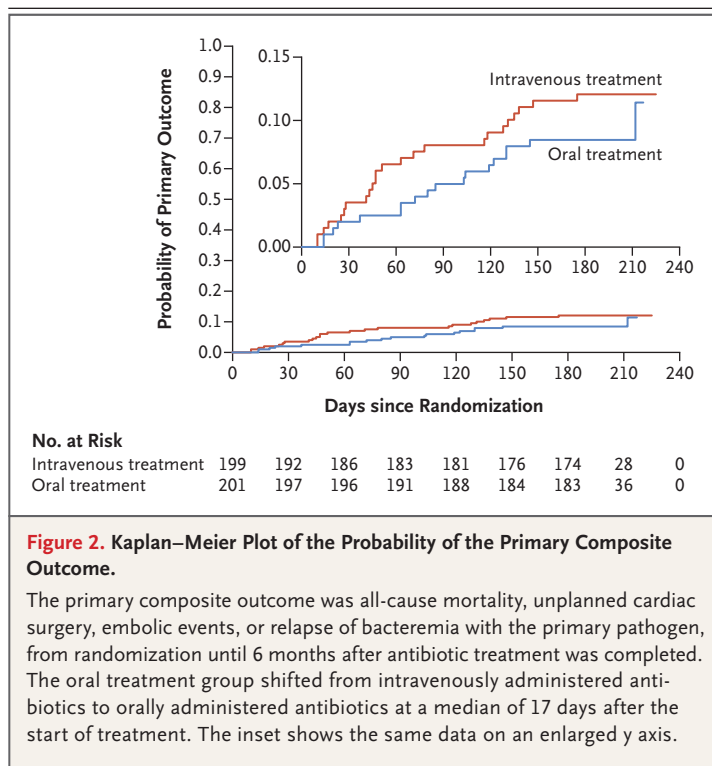 1.0
0.9
0.8
0.7
0.6
0.5
0.4
0.3
0.2
0.1
0.0
Probability of Primary Outcome
0.15
0.10
0.05
0.00
Intravenous treatment
Oral treatment
0 30 60 90 120 150 180 210 240
0 30 60 90 120 150 180 210 240
Days since Randomization
No. at Risk
Intravenous treatment 199 192 186 183 181 176 174 28 0
Oral treatment 201 197 196 191 188 184 183 36 0
Figure 2. Kaplan–Meier Plot of the Probability of the Primary Composite
Outcome.
The primary composite outcome was all-cause mortality, unplanned cardiac
surgery, embolic events, or relapse of bacteremia with the primary pathogen,
from randomization until 6 months after antibiotic treatment was completed.
The oral treatment group shifted from intravenously administered anti-
biotics to orally administered antibiotics at a median of 17 days after the
start of treatment. The inset shows the same data on an enlarged y axis.